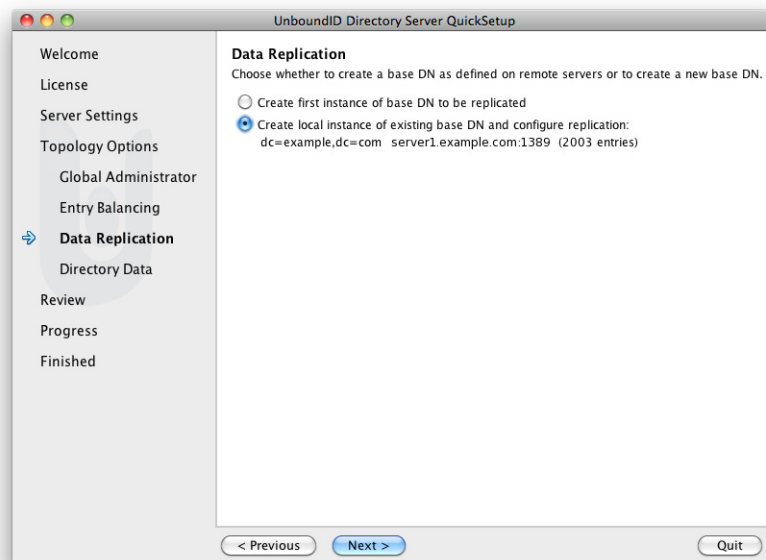 UnboundID Directory Server QuickSetup
Welcome
License
Server Settings
Topology Options
Global Administrator
Entry Balancing
Data Replication
Directory Data
Review
Progress
Finished
Data Replication
Choose whether to create a base DN as defined on remote servers or to create a new base DN.
Create first instance of base DN to be replicated
Create local instance of existing base DN and configure replication:
dc=example,dc=com server1.example.com:1389 (2003 entries)
< Previous
Next >
Quit